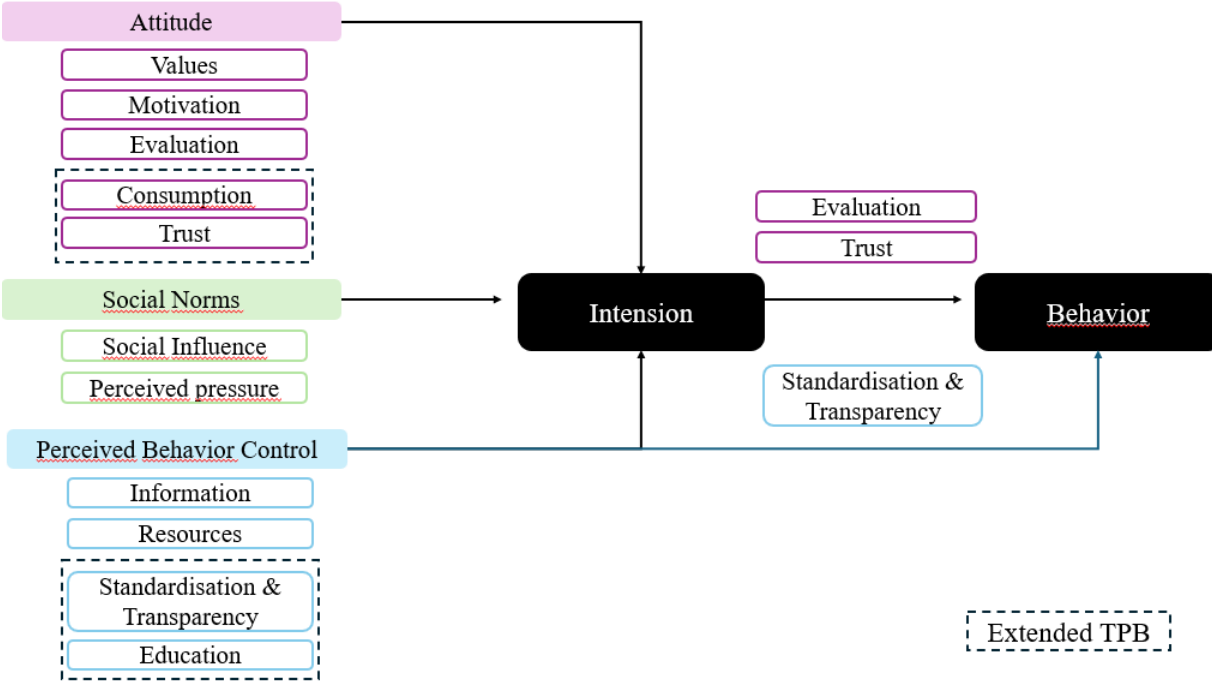 Attitude
Values
Motivation
Evaluation
Consumption
Trust
Social Norms
Social Influence
Perceived pressure
Perceived Behavior Control
Information
Resources
Standardisation &
Transparency
Education
Intension
Evaluation
Trust
Standardisation &
Transparency
Behavior
Extended TPB